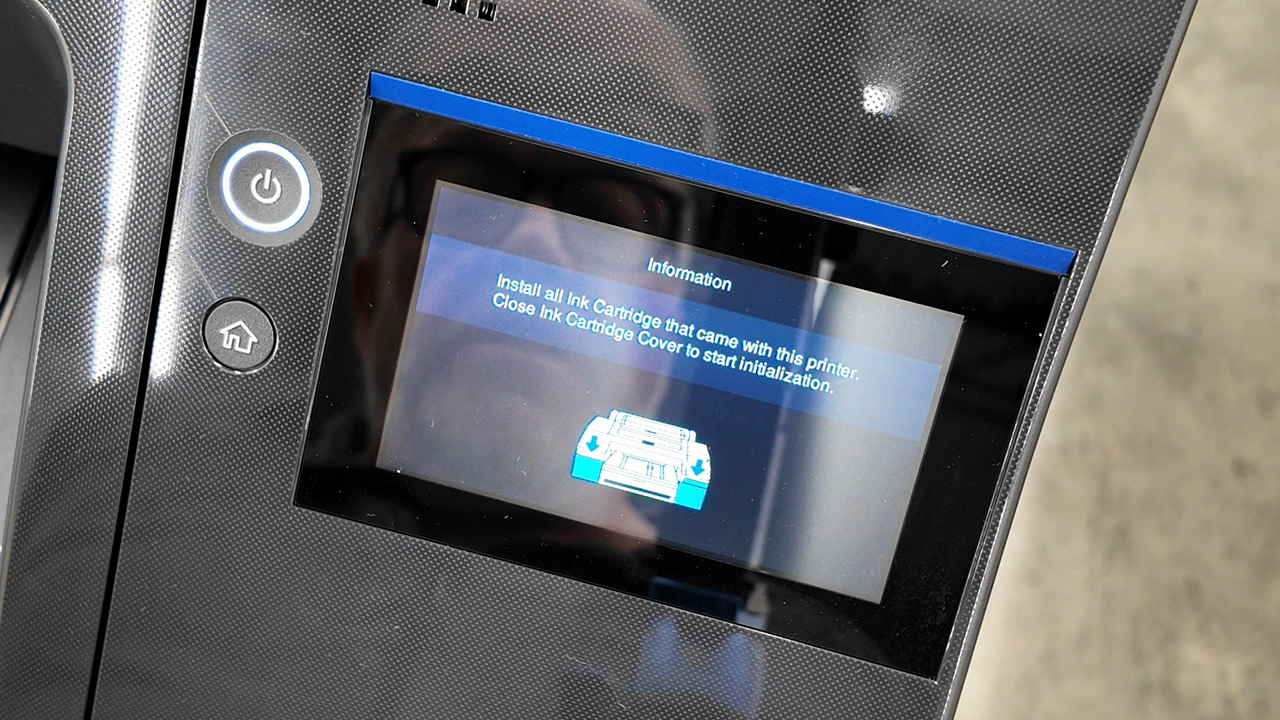 Information
Install all Ink Cartridge that came with this printer.
Close Ink Cartridge Cover to start initialization.